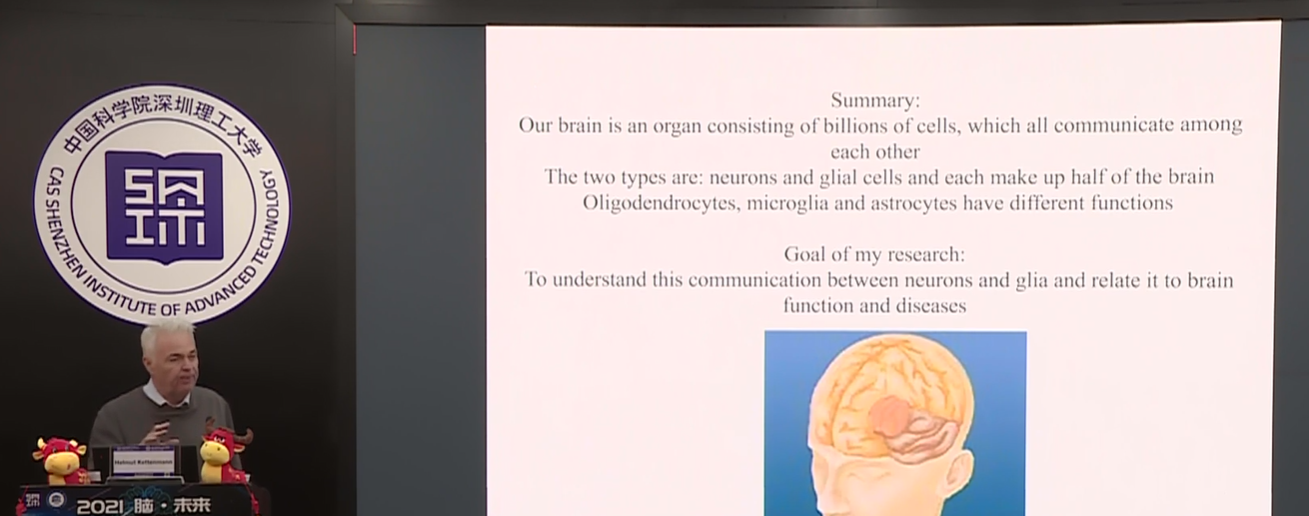 中国科学院深圳理工大学
CAS SHENZHEN INSTITUTE OF ADVANCED TECHNOLOGY
Summary:
Our brain is an organ consisting of billions of cells, which all communicate among
each other
The two types are: neurons and glial cells and each make up half of the brain
Oligodendrocytes, microglia and astrocytes have different functions
Goal of my research:
To understand this communication between neurons and glia and relate it to brain
function and diseases
Helmut Kettenmann
2021 脑·未来